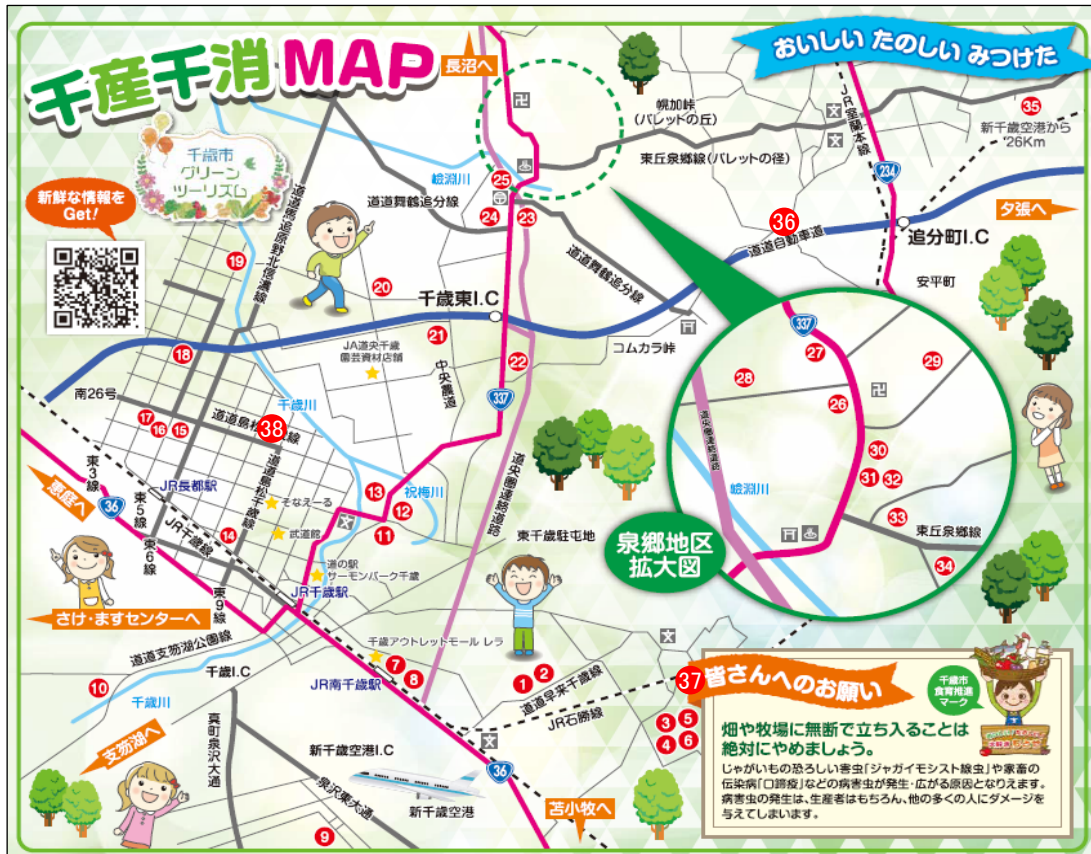 千産千消 MAP
おいしい たのしい みつけた
長沼へ
千歳市
グリーン
ツーリズム
新鮮な情報を
Get!
幌加峠
(パレットの丘)
東丘泉郷線(パレットの径)
JR室蘭本線
35
新千歳空港から
26Km
234
夕張へ
36
道道自動車道
追分町I.C
安平町
嶮淵川
25
24
23
道道舞鶴追分線
道道舞鶴追分線
道道馬追原野北信濃線
19
20
千歳東I.C
21
22
コムカラ峠
JA道央千歳
園芸資材店舗
中央農道
337
18
南26号
17
16
15
38
道道島松千歳線
千歳川
道道島松千歳線
道央圏連絡道路
東3線
恵庭へ
36
JR長都駅
東5線
東6線
JR千歳線
14
東9線
そなえーる
武道館
13
12
11
祝梅川
道の駅
サーモンパーク千歳
JR千歳駅
東千歳駐屯地
さけ・ますセンターへ
道道支笏湖公園線
千歳I.C
10
千歳川
支笏湖へ
真町泉沢大通
千歳アウトレットモール レラ
7
8
JR南千歳駅
1
2
道道早来千歳線
JR石勝線
3
5
4
6
新千歳空港I.C
泉沢東大通
新千歳空港
36
苫小牧へ
9
337
27
28
29
26
道央圏連絡道路
嶮淵川
30
31
32
33
東丘泉郷線
34
泉郷地区
拡大図
37
皆さんへのお願い
千歳市
食育推進
マーク
畑や牧場に無断で立ち入ることは
絶対にやめましょう。
じゃがいもの恐ろしい害虫「ジャガイモシスト線虫」や家畜の
伝染病「口蹄疫」などの病害虫が発生・広がる原因となりえます。
病害虫の発生は、生産者はもちろん、他の多くの人にダメージを
与えてしまいます。